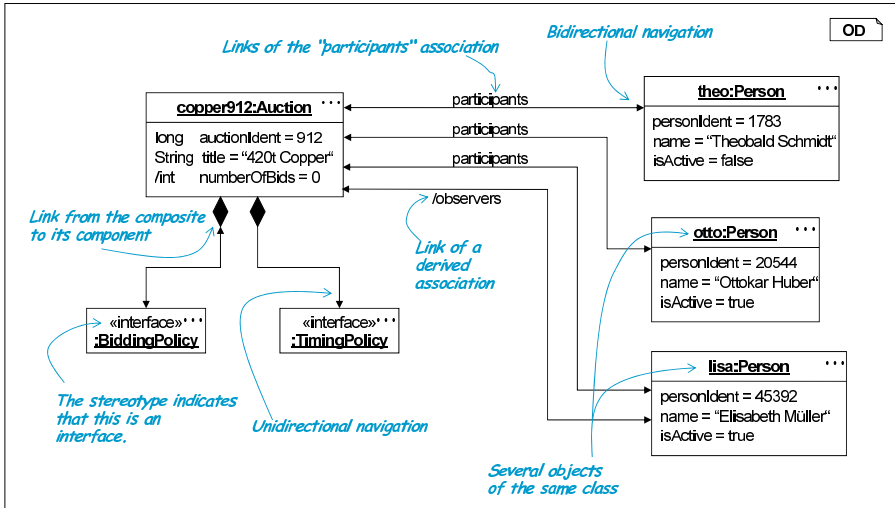 Links of the "participants" association
Bidirectional navigation
OD
copper912:Auction ...
long auctionIdent = 912
String title = "420t Copper“
/int numberOfBids = 0
participants
participants
participants
/observers
theo:Person ...
personIdent = 1783
name = “Theobald Schmidt“
isActive = false
Link from the composite
to its component
Link of a
derived
association
otto:Person ...
personIdent = 20544
name = “Ottokar Huber“
isActive = true
«interface» ...
:BiddingPolicy
«interface» ...
:TimingPolicy
lisa:Person ...
personIdent = 45392
name = “Elisabeth Müller“
isActive = true
The stereotype indicates
that this is an
interface.
Unidirectional navigation
Several objects
of the same class